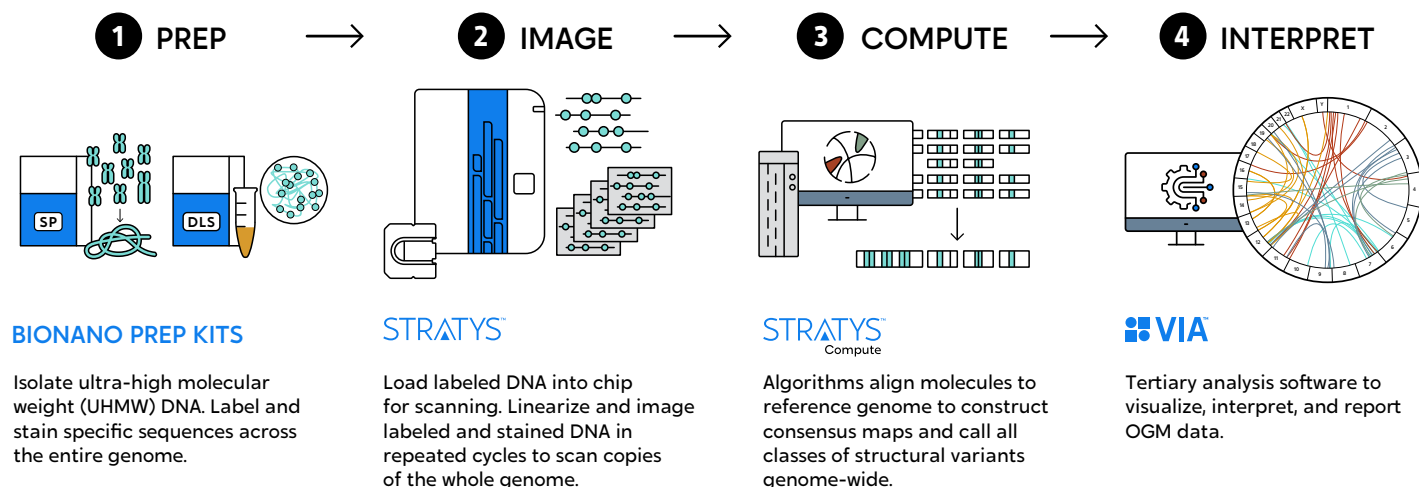 1 PREP
2 IMAGE
3 COMPUTE
4 INTERPRET
SP
DLS
BIONANO PREP KITS
Isolate ultra-high molecular
weight (UHMW) DNA. Label and
stain specific sequences across
the entire genome.
STRATYS™
Load labeled DNA into chip
for scanning. Linearize and image
labeled and stained DNA in
repeated cycles to scan copies
of the whole genome.
STRATYS™
Compute
Algorithms align molecules to
reference genome to construct
consensus maps and call all
classes of structural variants
genome-wide.
VIA™
Tertiary analysis software to
visualize, interpret, and report
OGM data.